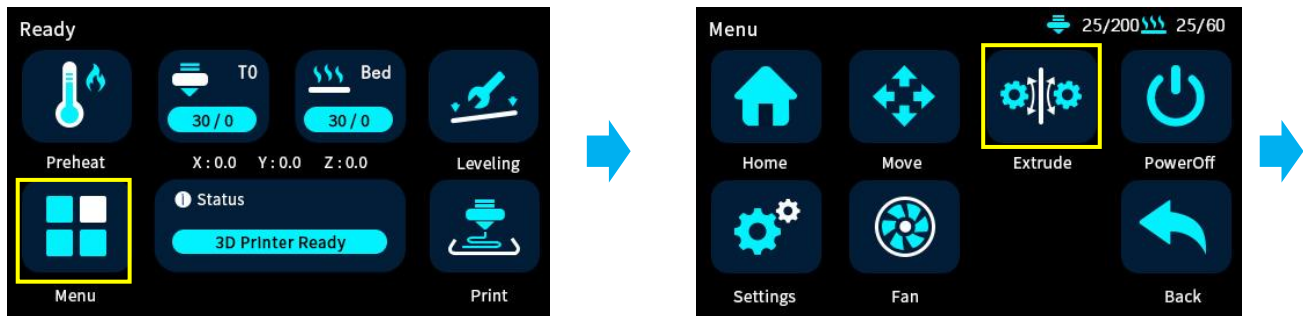 Ready
T0
Bed
30 / 0
30 / 0
Preheat
X : 0.0 Y : 0.0 Z : 0.0
Leveling
Status
3D Printer Ready
Menu
Print
Menu
25/200
25/60
Home
Move
Extrude
PowerOff
Settings
Fan
Back